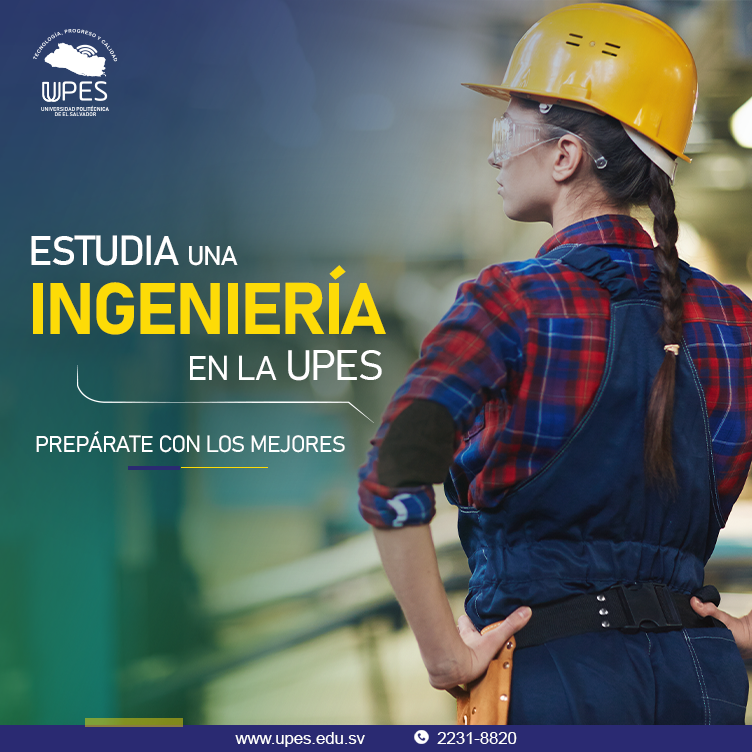 TECNOLOGÍA, PROGRESO Y CALIDAD
UPES
UNIVERSIDAD POLITÉCNICA
DE EL SALVADOR
ESTUDIA UNA
INGENIERÍA
EN LA UPES
PREPÁRATE CON LOS MEJORES
www.upes.edu.sv 2231-8820